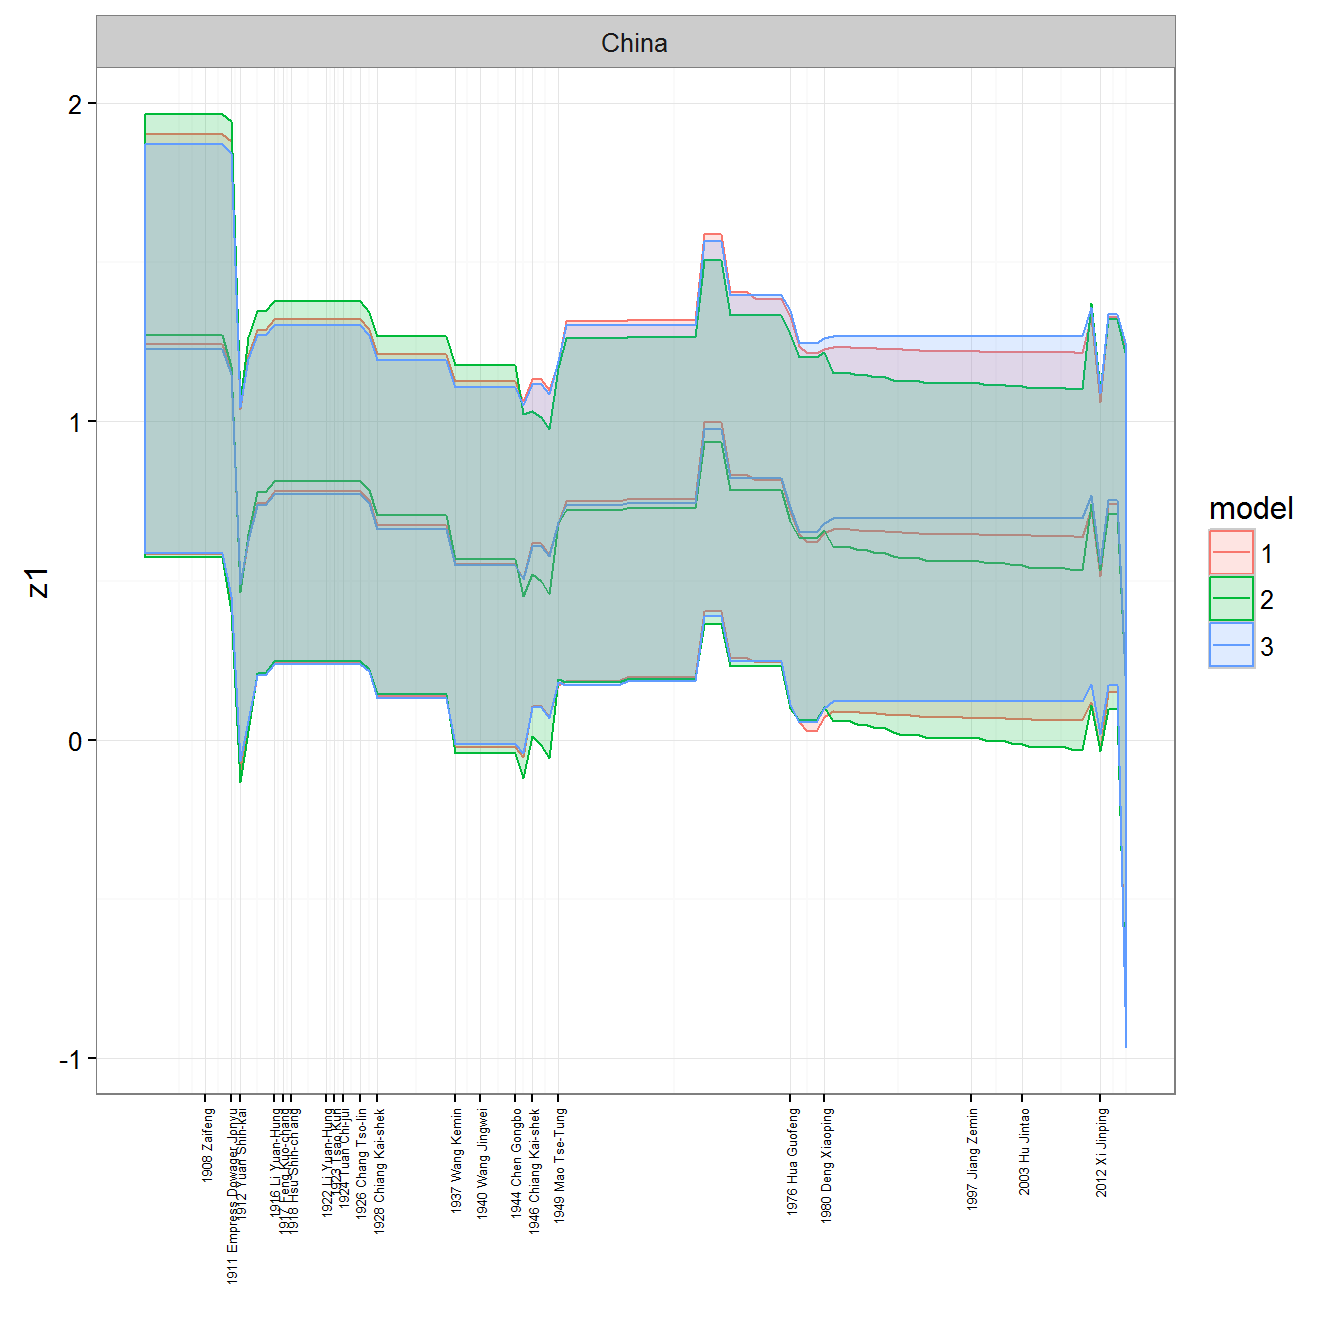 China
2
1
0
-1
z1
model
1
2
3
1908 Zaifeng
1911 Empress Dowager Jonyu
1912 Yuan Shih-kai
1916 Li Yuan-Hung
1917 Feng Kuo-chang
1918 Hsu Shih-ch'ang
1922 Li Yuan-Hung
1923 Tsao Kun
1924 Tuan Chi-jui
1926 Chang Tso-lin
1928 Chiang Kai-shek
1937 Wang Kemin
1940 Wang Jingwei
1944 Chen Gongbo
1946 Chiang Kai-shek
1949 Mao Tse-Tung
1976 Hua Guofeng
1980 Deng Xiaoping
1997 Jiang Zemin
2003 Hu Jintao
2012 Xi Jinping